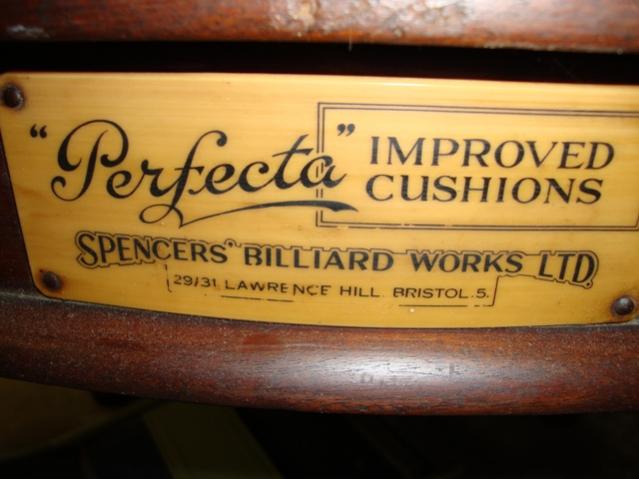 "Perfecta" IMPROVED CUSHIONS
SPENCERS' BILLIARD WORKS LTD.
29/31 LAWRENCE HILL BRISTOL.5.